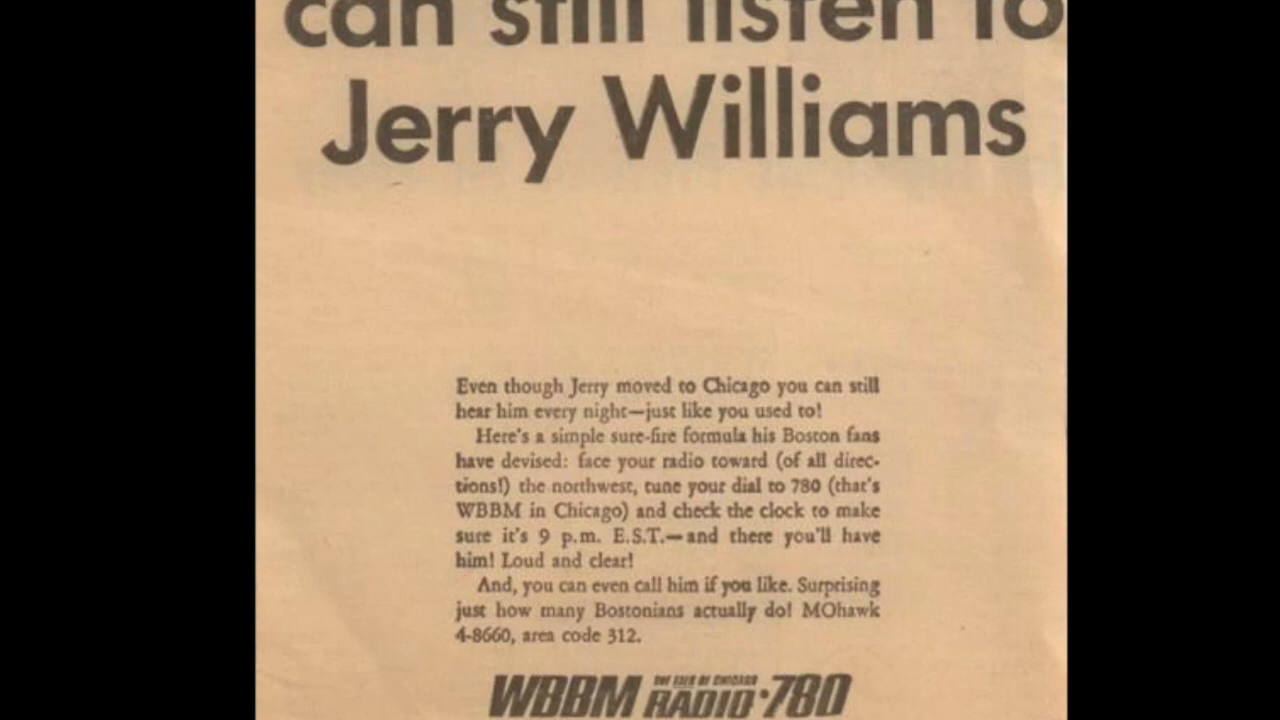 can still listen to
Jerry Williams
Even though Jerry moved to Chicago you can still
hear him every night—just like you used to!
Here's a simple sure-fire formula his Boston fans
have devised: face your radio toward (of all direc-
tions!) the northwest, tune your dial to 780 (that's
WBBM in Chicago) and check the clock to make
sure it's 9 p.m. E.S.T.—and there you'll have
him! Loud and clear!
And, you can even call him if you like. Surprising
just how many Bostonians actually do! MOhawk
4-8660, area code 312.
WBBM RADIO·780